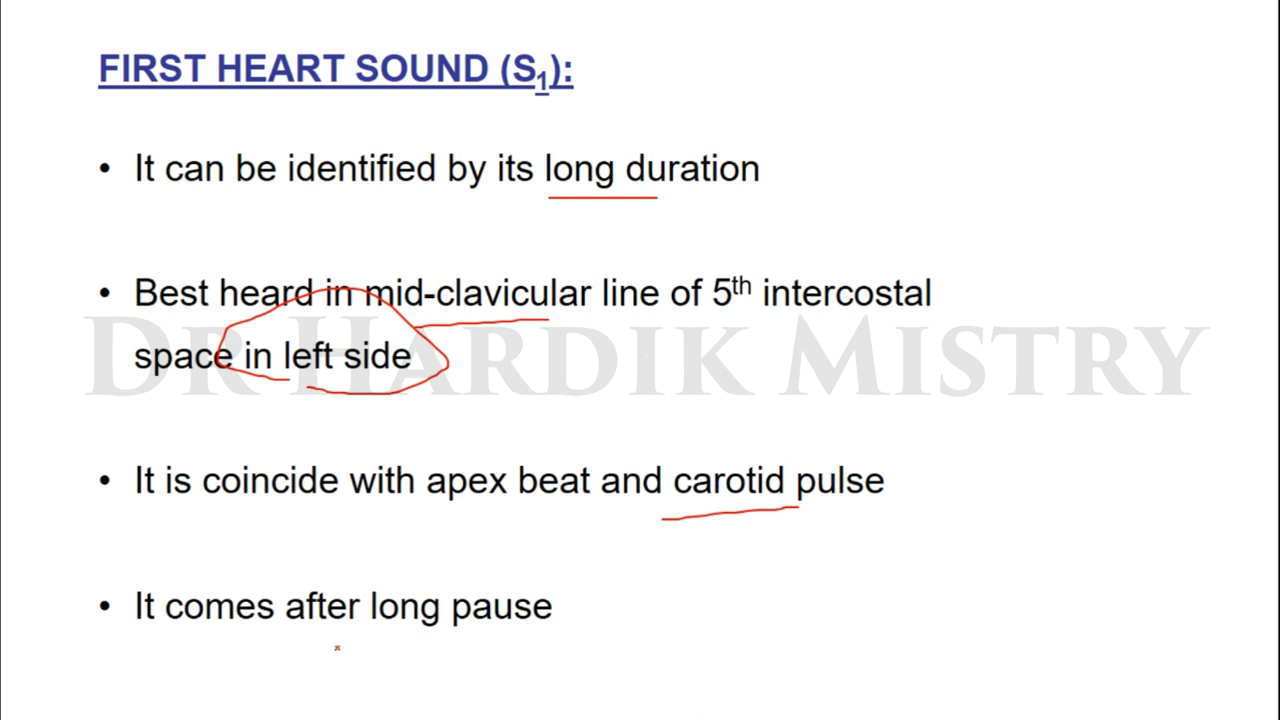 FIRST HEART SOUND (S1):
• It can be identified by its long duration
• Best heard in mid-clavicular line of 5th intercostal
space in left side
DR HARDIK MISTRY
• It is coincide with apex beat and carotid pulse
• It comes after long pause